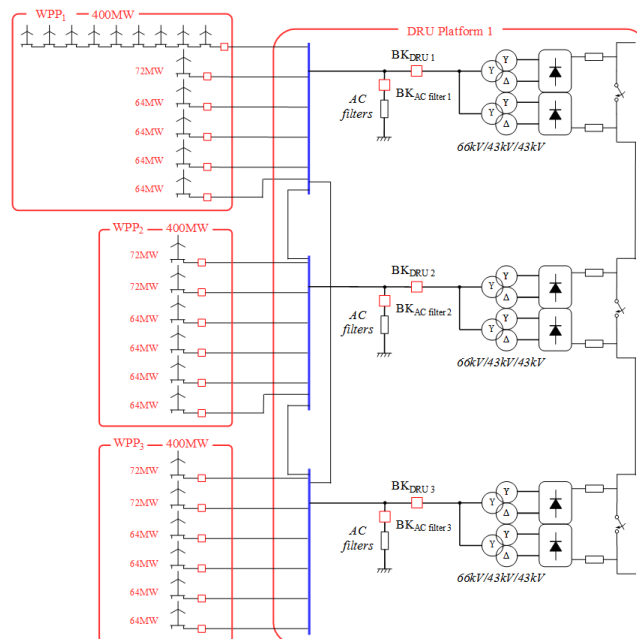 WPP1 400MW
DRU Platform 1
72MW
64MW
64MW
64MW
64MW
BKDRU 1
BKAC filter 1
AC
filters
Y
Y
Δ
Y
Y
Δ
66kV/43kV/43kV
WPP2 400MW
72MW
72MW
64MW
64MW
64MW
64MW
BKDRU 2
BKAC filter 2
AC
filters
Y
Y
Δ
Y
Y
Δ
66kV/43kV/43kV
WPP3 400MW
72MW
72MW
64MW
64MW
64MW
64MW
BKDRU 3
BKAC filter 3
AC
filters
Y
Y
Δ
Y
Y
Δ
66kV/43kV/43kV